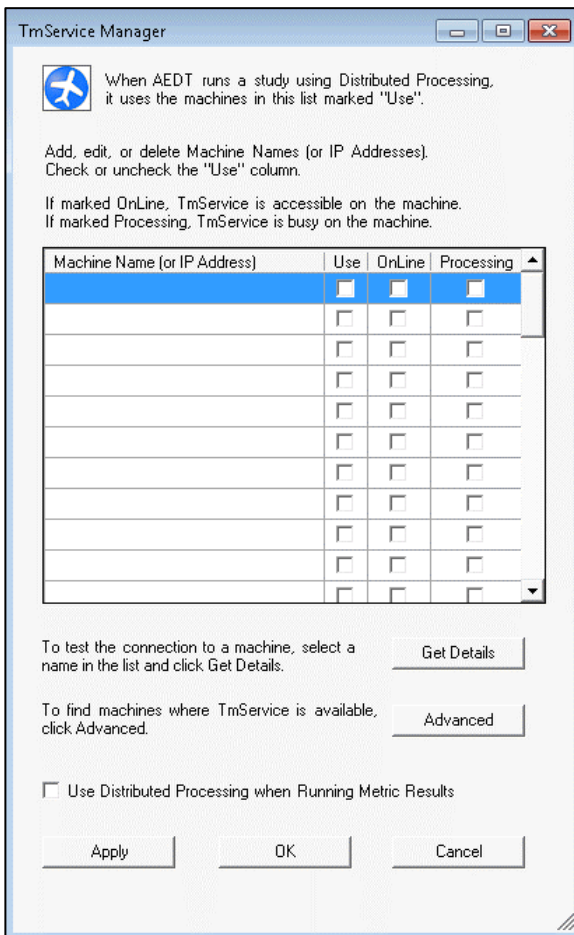 TmService Manager
When AEDT runs a study using Distributed Processing,
it uses the machines in this list marked "Use".
Add, edit, or delete Machine Names (or IP Addresses).
Check or uncheck the "Use" column.
If marked OnLine, TmService is accessible on the machine.
If marked Processing, TmService is busy on the machine.
Machine Name (or IP Address) Use OnLine Processing
To test the connection to a machine, select a
name in the list and click Get Details.
Get Details
To find machines where TmService is available,
click Advanced.
Advanced
Use Distributed Processing when Running Metric Results
Apply OK Cancel